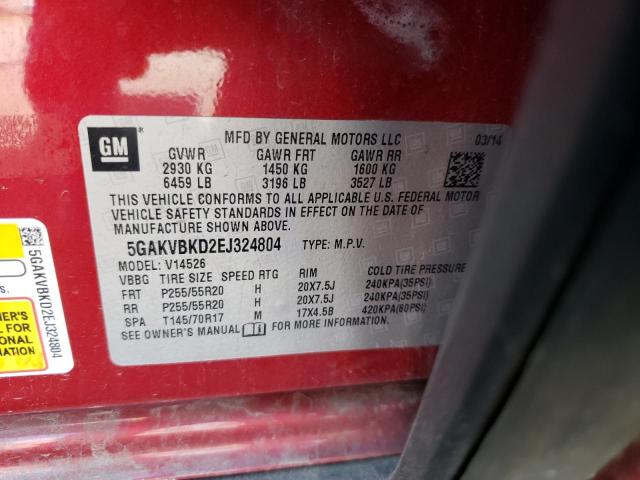 GM
MFD BY GENERAL MOTORS LLC 03/14
GVWR GAWR FRT GAWR RR
2930 KG 1450 KG 1600 KG
6459 LB 3196 LB 3527 LB
THIS VEHICLE CONFORMS TO ALL APPLICABLE U.S. FEDERAL MOTOR
VEHICLE SAFETY STANDARDS IN EFFECT ON THE DATE OF
MANUFACTURE SHOWN ABOVE.
5GAKVBKD2EJ324804 TYPE: M.P.V.
MODEL: V14526
VBBG TIRE SIZE SPEED RTG RIM COLD TIRE PRESSURE
FRT P255/55R20 H 20X7.5J 240KPA(35PSI)
RR P255/55R20 H 20X7.5J 240KPA(35PSI)
SPA T145/70R17 M 17X4.5B 420KPA(60PSI)
SEE OWNER'S MANUAL FOR MORE INFORMATION.
5GAKVBKD2EJ324804
s.
OWNER'S
L FOR
ONAL
MATION